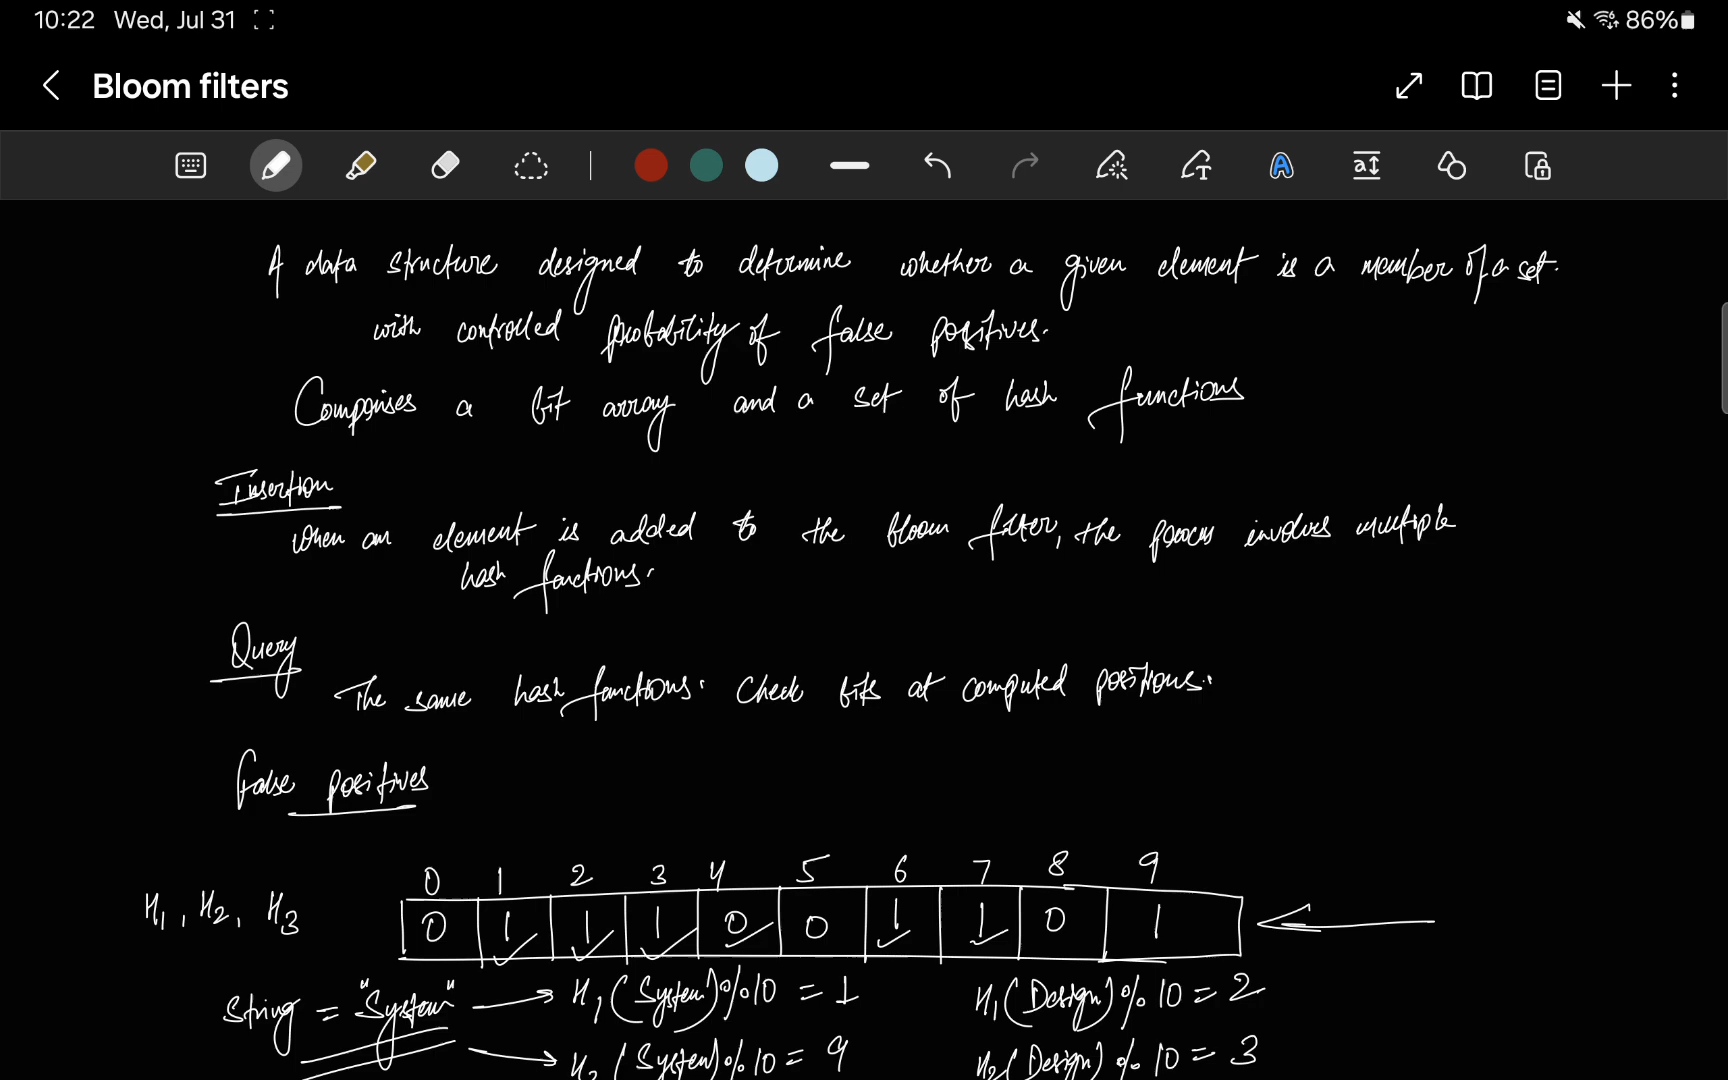 10:22 Wed, Jul 31 86%
Bloom filters
A data structure designed to determine whether a given element is a member of a set.
with controlled probability of false positives.
Comprises a bit array and a set of hash functions
Insertion
When an element is added to the bloom filter, the process involves multiple
hash functions.
Query
The same hash functions. Check bits at computed positions.
False positives
0 1 2 3 4 5 6 7 8 9
H1, H2, H3 0 1 1 1 0 0 1 1 0 1
String = "System" → H1(System)%10 = 1 H1(Design)%10 = 2
→ H2(System)%10 = 9 H2(Design)%10 = 3